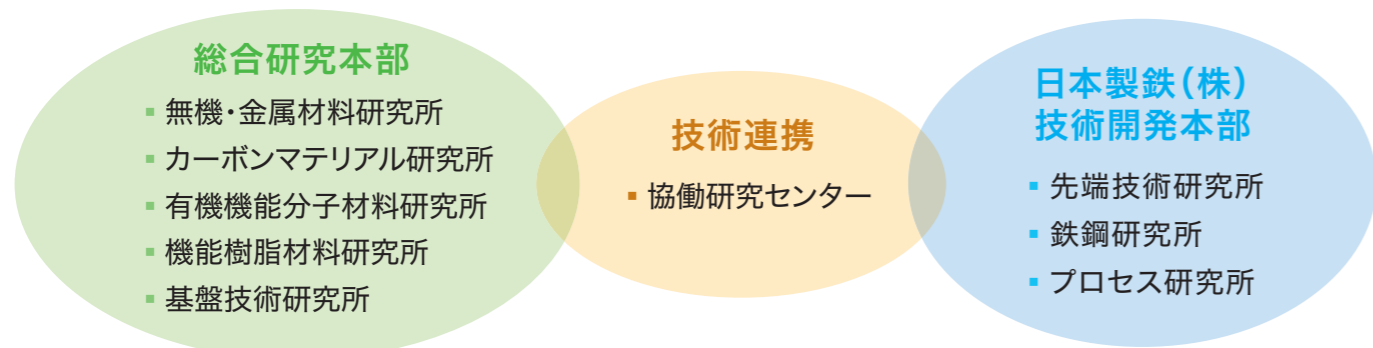 総合研究本部
▪ 無機・金属材料研究所
▪ カーボンマテリアル研究所
▪ 有機機能分子材料研究所
▪ 機能樹脂材料研究所
▪ 基盤技術研究所
技術連携
▪ 協働研究センター
日本製鉄(株)
技術開発本部
▪ 先端技術研究所
▪ 鉄鋼研究所
▪ プロセス研究所